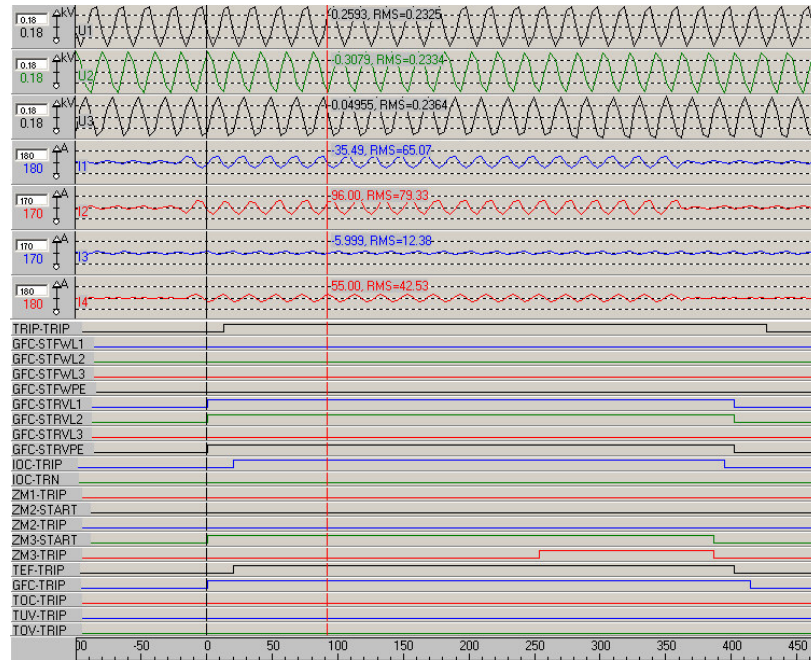 0.18 kV 0.2593, RMS=0.2325
0.18 U1
0.18 kV -0.3079, RMS=0.2334
0.18 U2
0.18 kV 0.04955, RMS=0.2364
0.18 U3
180 A -35.49, RMS=65.07
180 I1
170 A 96.00, RMS=79.33
170 I2
170 A -5.999, RMS=12.38
170 I3
180 A 55.00, RMS=42.53
180 I4
TRIP-TRIP
GFC-STFWL1
GFC-STFWL2
GFC-STFWL3
GFC-STFWPE
GFC-STRVL1
GFC-STRVL2
GFC-STRVL3
GFC-STRVPE
IOC-TRIP
IOC-TRN
ZM1-TRIP
ZM2-START
ZM2-TRIP
ZM3-START
ZM3-TRIP
TEF-TRIP
GFC-TRIP
TOC-TRIP
TUV-TRIP
TOV-TRIP
00 -50 0 50 100 150 200 250 300 350 400 450